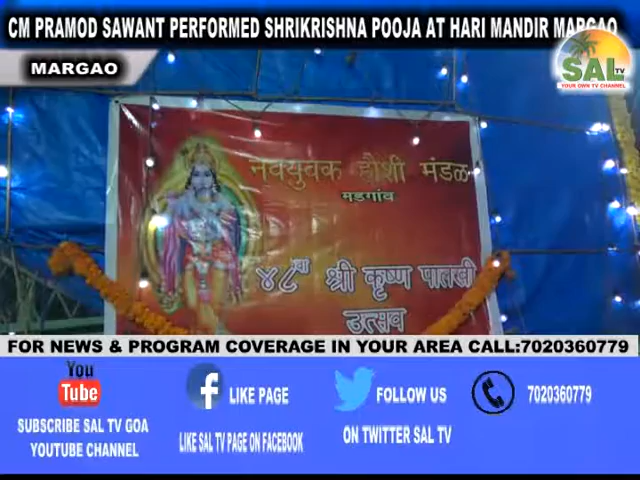 CM PRAMOD SAWANT PERFORMED SHRIKRISHNA POOJA AT HARI MANDIR MARGAO
MARGAO
SAL TV
YOUR OWN TV CHANNEL
नवयुवक हौशी मंडळ
मडगांव
४८वा श्री कृष्ण पालखी
उत्सव
FOR NEWS & PROGRAM COVERAGE IN YOUR AREA CALL:7020360779
You
Tube
SUBSCRIBE SAL TV GOA
YOUTUBE CHANNEL
f LIKE PAGE
LIKE SAL TV PAGE ON FACEBOOK
FOLLOW US
ON TWITTER SAL TV
7020360779